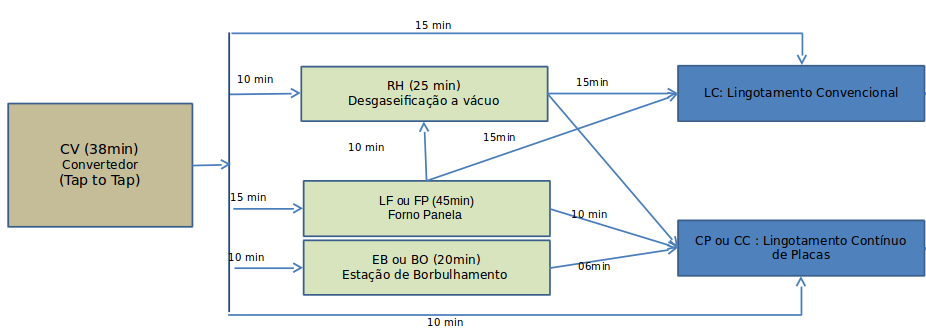 15 min
10 min
RH (25 min)
Desgaseificação a vácuo
15min
LC: Lingotamento Convencional
CV (38min)
Convertedor
(Tap to Tap)
10 min
15min
15 min
LF ou FP (45min)
Forno Panela
10 min
CP ou CC : Lingotamento Contínuo
de Placas
10 min
EB ou BO (20min)
Estação de Borbulhamento
06min
10 min